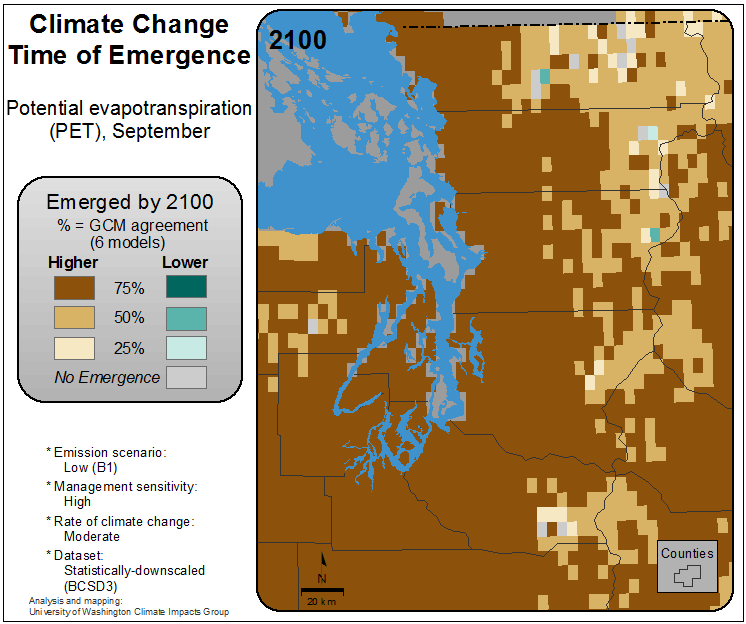 Climate Change
Time of Emergence
Potential evapotranspiration
(PET), September
Emerged by 2100
% = GCM agreement
(6 models)
Higher Lower
75%
50%
25%
No Emergence
* Emission scenario:
Low (B1)
* Management sensitivity:
High
* Rate of climate change:
Moderate
* Dataset:
Statistically-downscaled
(BCSD3)
Analysis and mapping:
University of Washington Climate Impacts Group
2100
N
20 km
Counties